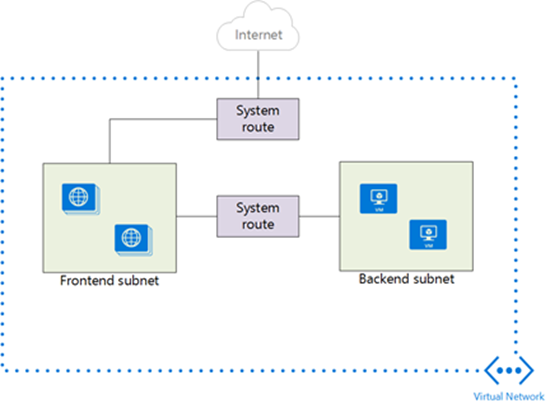 Internet
System
route
System
route
VM
VM
Frontend subnet
Backend subnet
Virtual Network